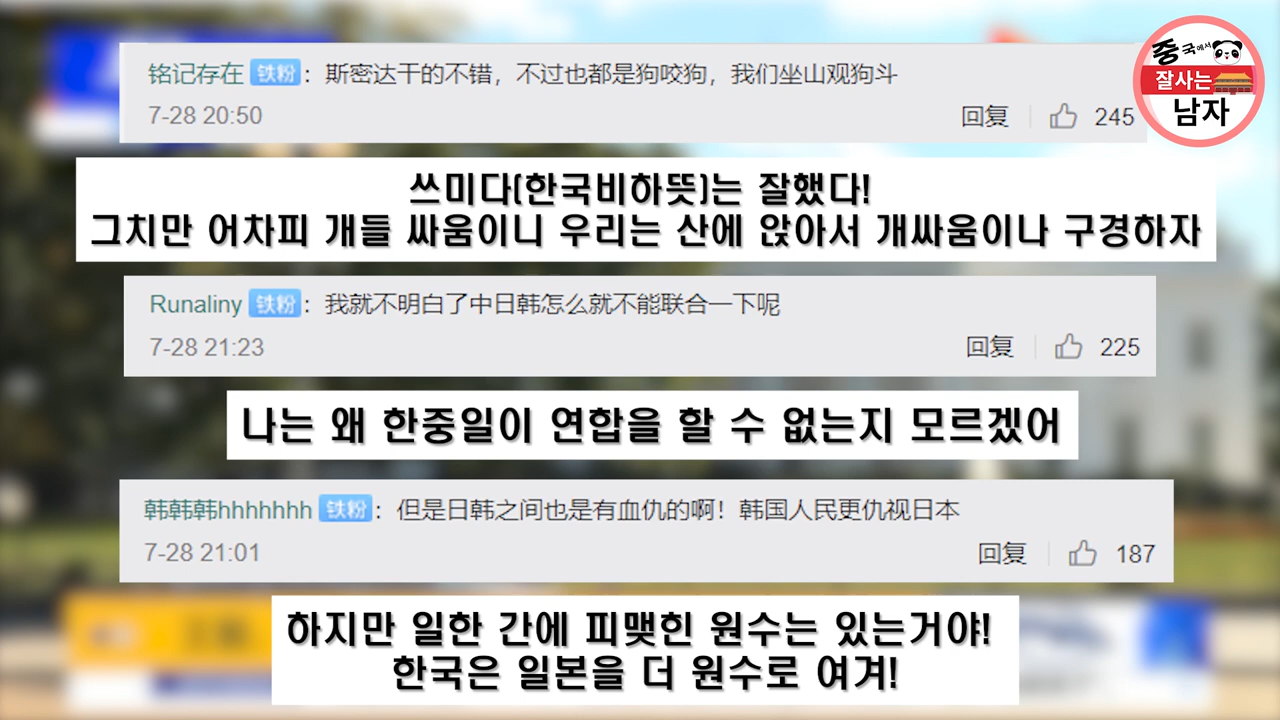 铭记存在 铁粉 : 斯密达干的不错，不过也都是狗咬狗，我们坐山观狗斗
7-28 20:50 回复 245
중국에서
잘사는
남자
쓰미다(한국비하뜻)는 잘했다!
그치만 어차피 개들 싸움이니 우리는 산에 앉아서 개싸움이나 구경하자
Runaliny 铁粉 : 我就不明白了中日韩怎么就不能联合一下呢
7-28 21:23 回复 225
나는 왜 한중일이 연합을 할 수 없는지 모르겠어
韩韩韩hhhhhhh 铁粉 : 但是日韩之间也是有血仇的啊！韩国人民更仇视日本
7-28 21:01 回复 187
하지만 일한 간에 피맺힌 원수는 있는거야!
한국은 일본을 더 원수로 여겨!